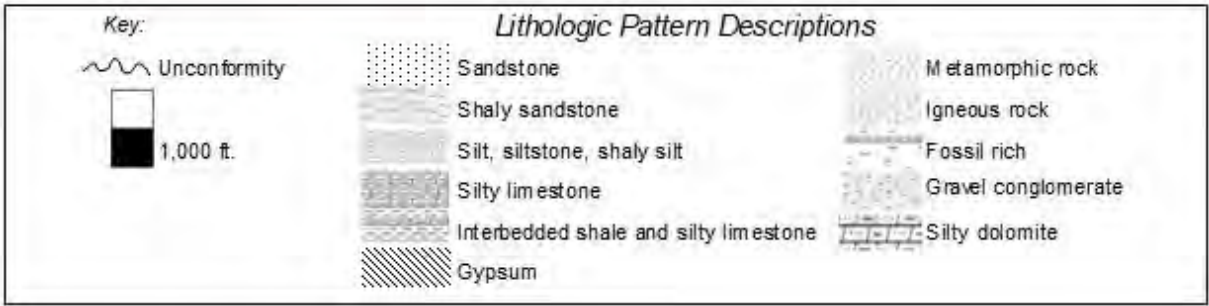 Key:
Lithologic Pattern Descriptions
Unconformity
1,000 ft.
Sandstone
Shaly sandstone
Silt, siltstone, shaly silt
Silty limestone
Interbedded shale and silty limestone
Gypsum
Metamorphic rock
Igneous rock
Fossil rich
Gravel conglomerate
Silty dolomite